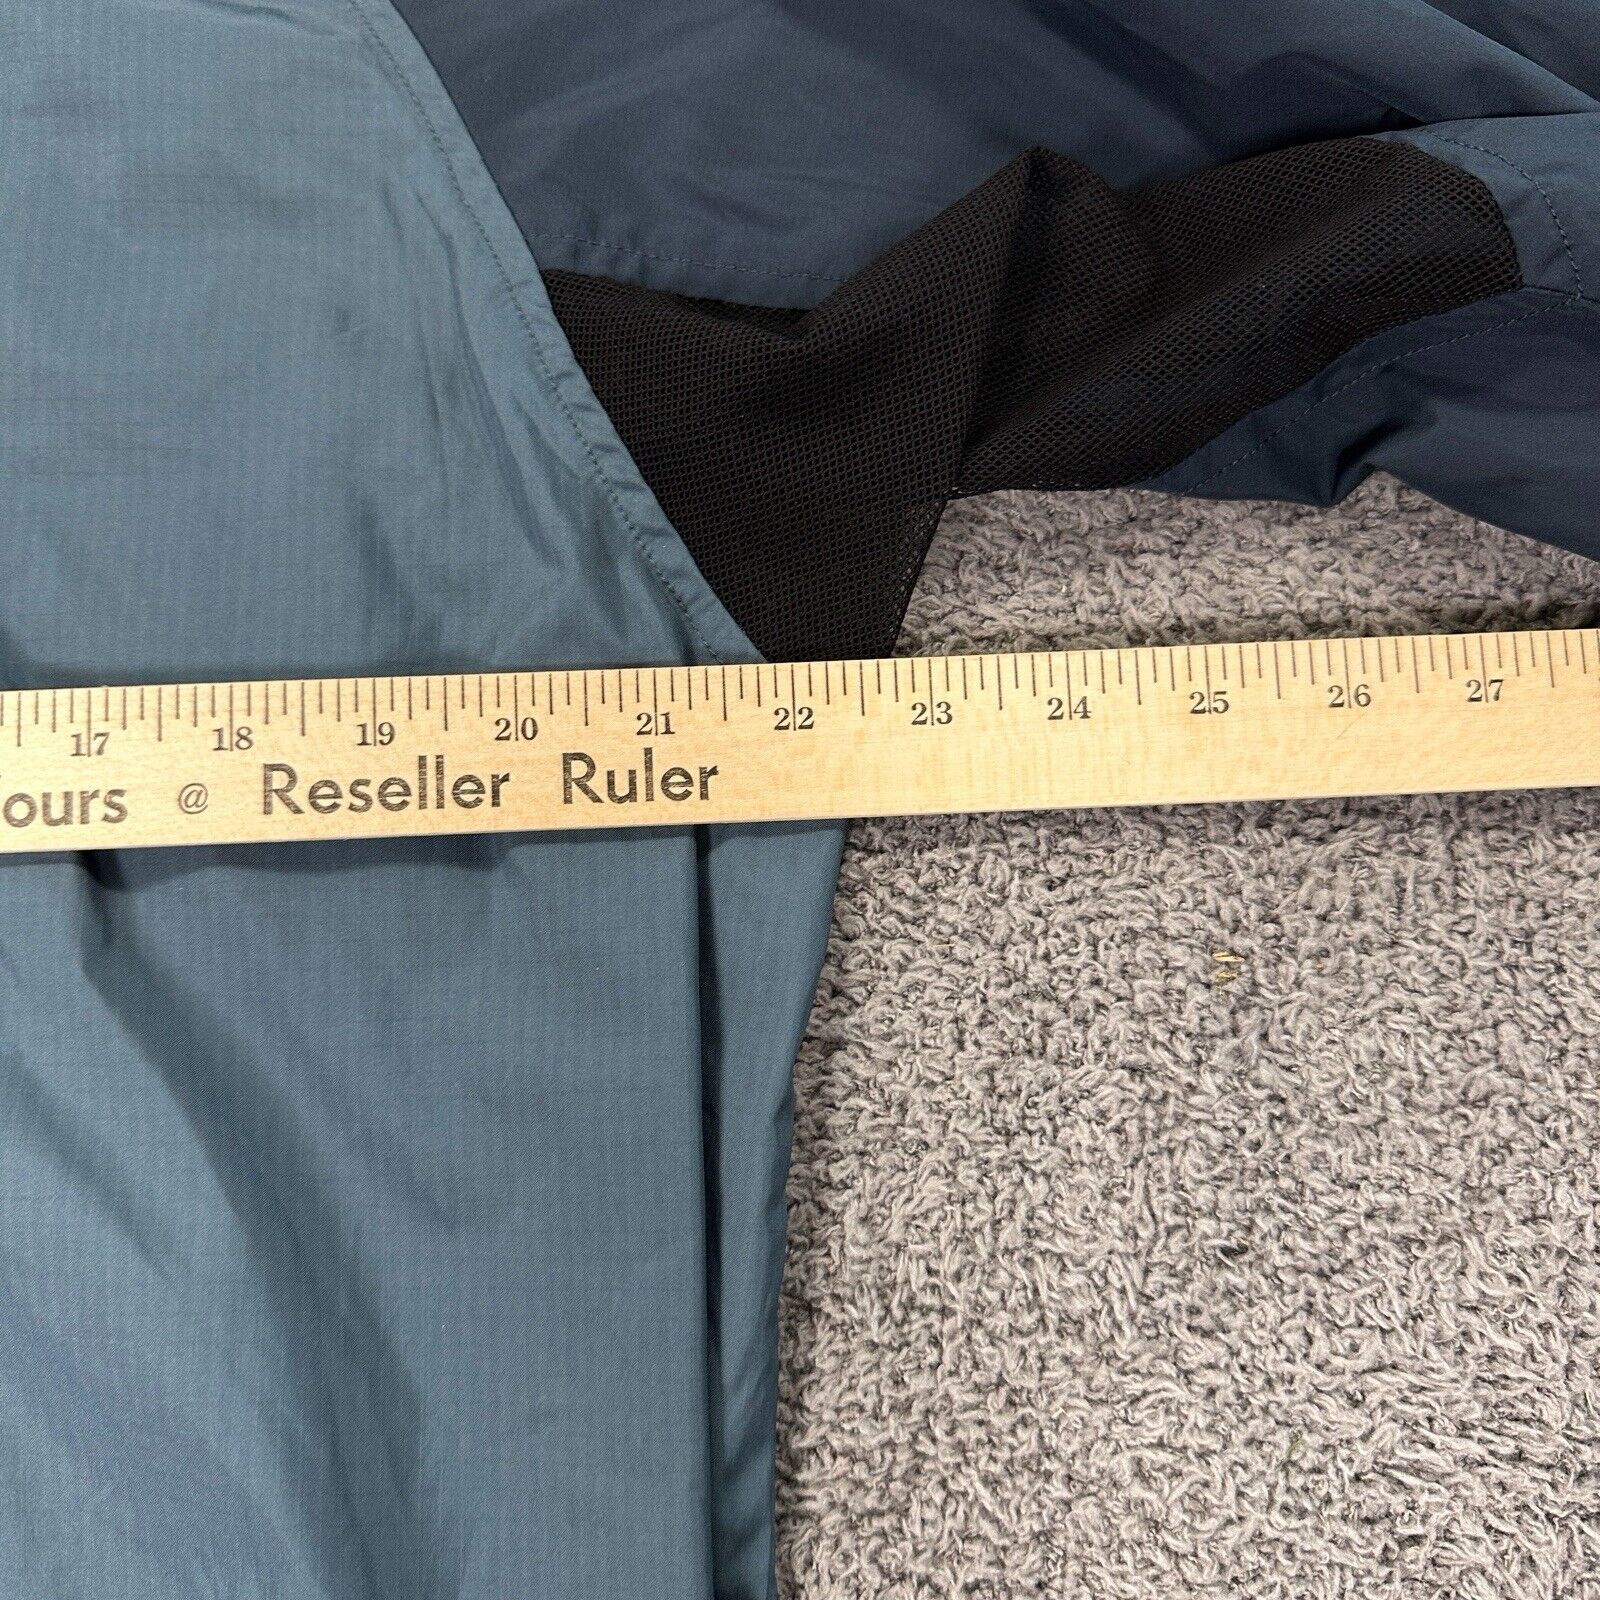 17 18 19 20 21 22 23 24 25 26 27
ours @ Reseller Ruler